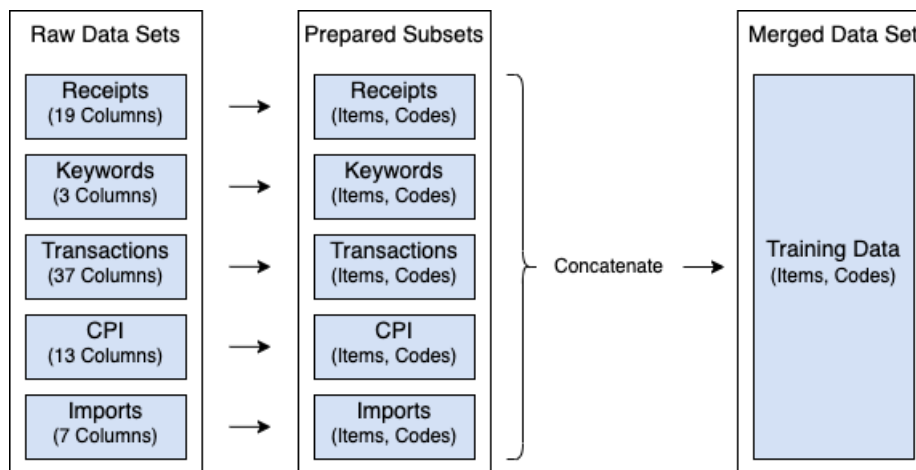 Raw Data Sets
Receipts
(19 Columns)
Keywords
(3 Columns)
Transactions
(37 Columns)
CPI
(13 Columns)
Imports
(7 Columns)
Prepared Subsets
Receipts
(Items, Codes)
Keywords
(Items, Codes)
Transactions
(Items, Codes)
CPI
(Items, Codes)
Imports
(Items, Codes)
Concatenate
Merged Data Set
Training Data
(Items, Codes)